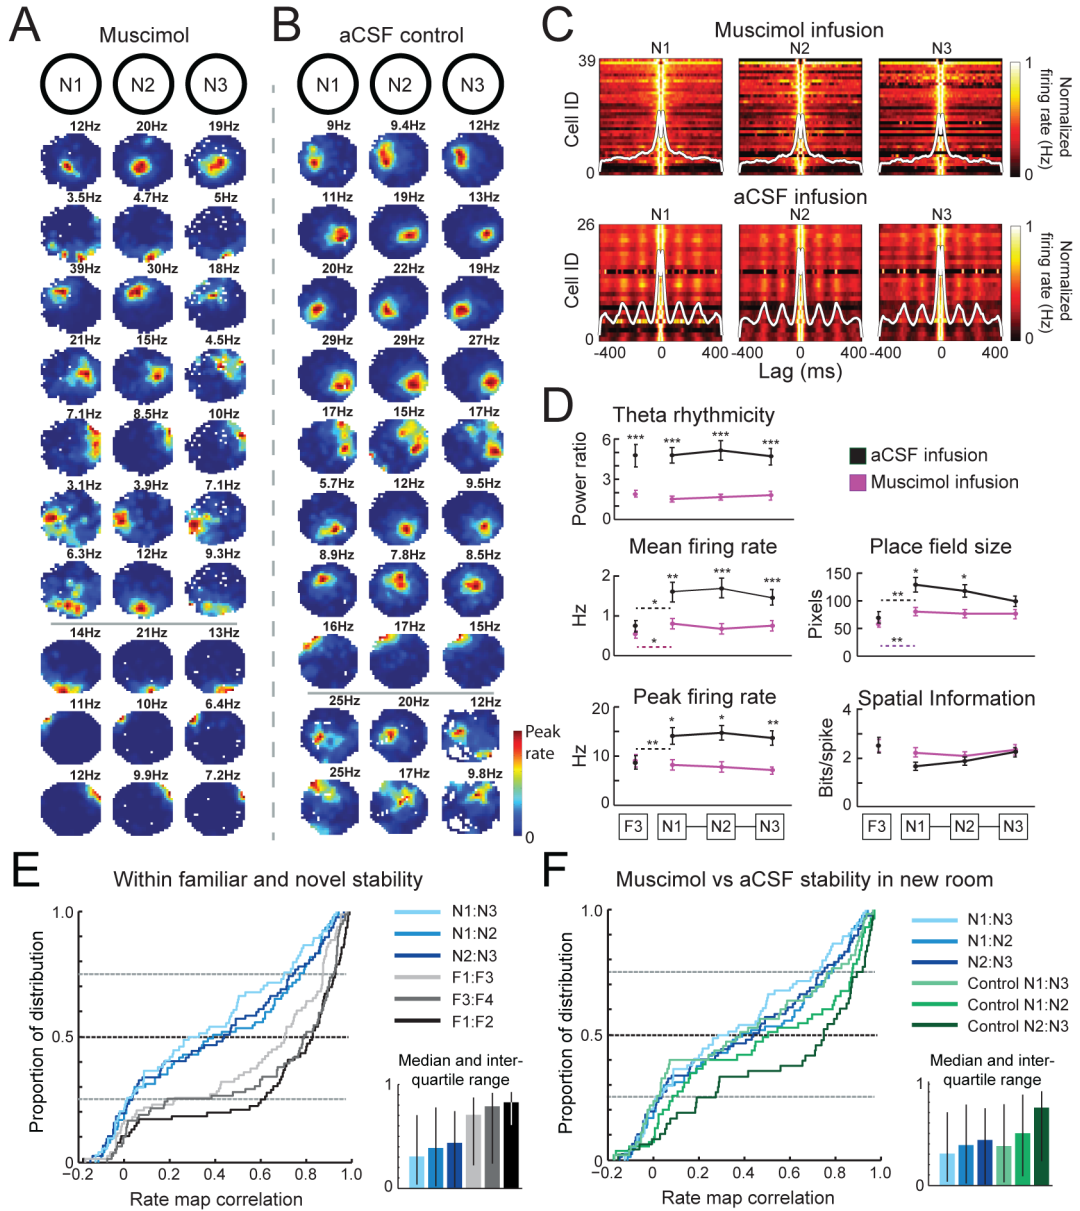 A
Muscimol
N1 N2 N3
12Hz 20Hz 19Hz
3.5Hz 4.7Hz 5Hz
39Hz 30Hz 18Hz
21Hz 15Hz 4.5Hz
7.1Hz 8.5Hz 10Hz
3.1Hz 3.9Hz 7.1Hz
6.3Hz 12Hz 9.3Hz
14Hz 21Hz 13Hz
11Hz 10Hz 6.4Hz
12Hz 9.9Hz 7.2Hz
B
aCSF control
N1 N2 N3
9Hz 9.4Hz 12Hz
11Hz 19Hz 13Hz
20Hz 22Hz 19Hz
29Hz 29Hz 27Hz
17Hz 15Hz 17Hz
5.7Hz 12Hz 9.5Hz
8.9Hz 7.8Hz 8.5Hz
16Hz 17Hz 15Hz
25Hz 20Hz 12Hz
25Hz 17Hz 9.8Hz
Peak
rate
0
C
Muscimol infusion
N1 N2 N3
39
Cell ID
0
1
0
Normalized
firing rate (Hz)
aCSF infusion
N1 N2 N3
26
Cell ID
0
1
0
Normalized
firing rate (Hz)
-400 0 400 -400 0 400 -400 0 400
Lag (ms)
D
Theta rhythmicity
Power ratio
6
3
0
*** *** *** ***
aCSF infusion
Muscimol infusion
Mean firing rate
Hz
2
1
0
* ** *** ***
*
Place field size
Pixels
150
100
50
0
** * *
**
Peak firing rate
Hz
20
10
0
** * * **
Spatial Information
Bits/spike
4
2
0
F3 N1 N2 N3
F3 N1 N2 N3
E
Within familiar and novel stability
Proportion of distribution
1.0
0.5
0
−0.2 0 0.2 0.4 0.6 0.8 1.0
Rate map correlation
N1:N3
N1:N2
N2:N3
F1:F3
F3:F4
F1:F2
Median and inter-
quartile range
1
0
F
Muscimol vs aCSF stability in new room
Proportion of distribution
1.0
0.5
0
−0.2 0 0.2 0.4 0.6 0.8 1.0
Rate map correlation
N1:N3
N1:N2
N2:N3
Control N1:N3
Control N1:N2
Control N2:N3
Median and inter-
quartile range
1
0